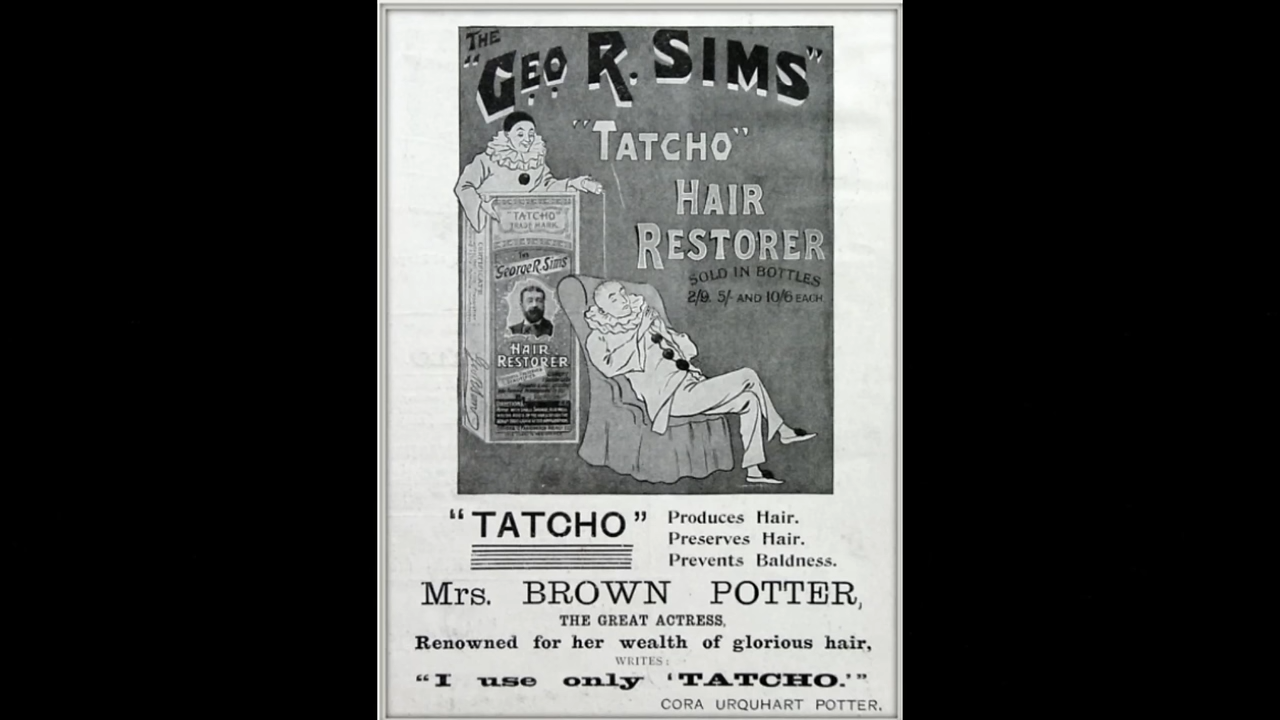 THE
"GEO R. SIMS"
"TATCHO"
HAIR
RESTORER
SOLD IN BOTTLES
2/9. 5/- AND 10/6 EACH
"TATCHO"
TRADE MARK.
THE
"George R. Sims"
HAIR
RESTORER
"TATCHO"
Produces Hair.
Preserves Hair.
Prevents Baldness.
Mrs. BROWN POTTER,
THE GREAT ACTRESS,
Renowned for her wealth of glorious hair,
WRITES:
"I use only 'TATCHO.'"
CORA URQUHART POTTER.